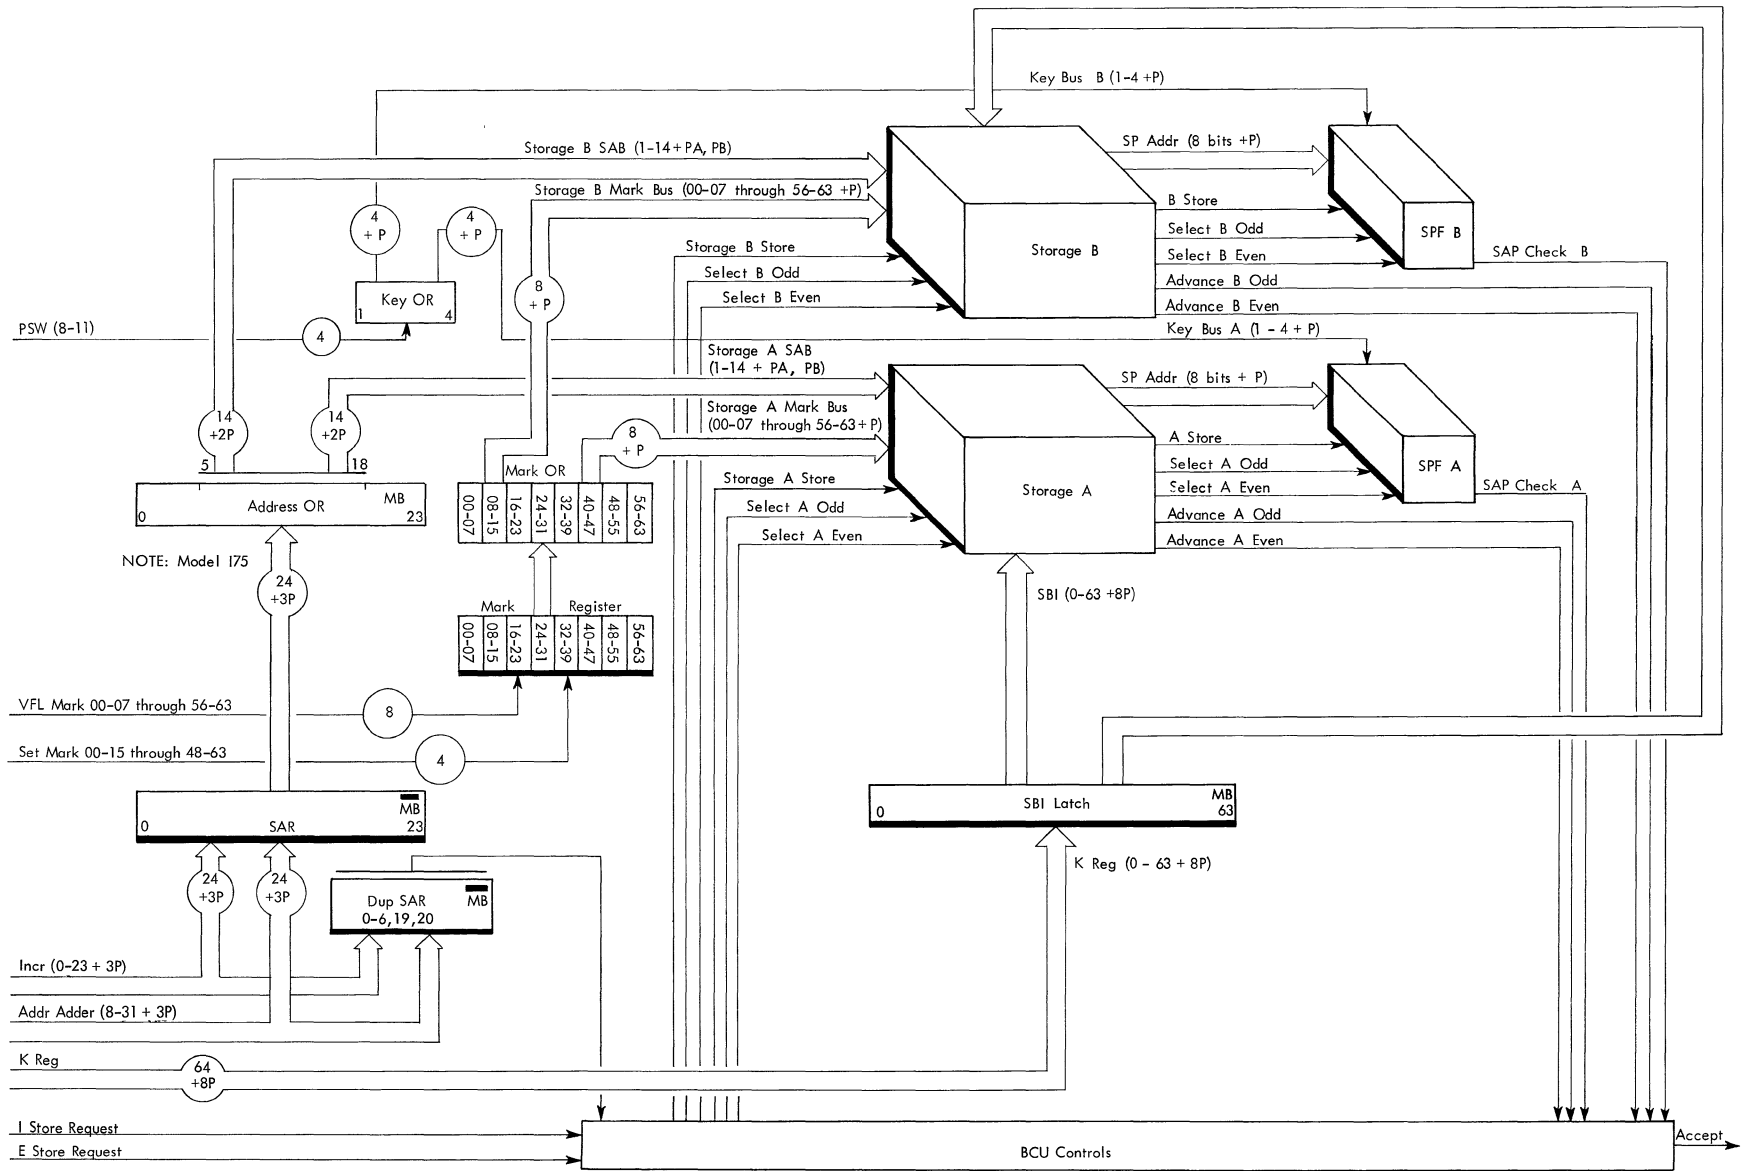 Key Bus B (1-4 +P)
Storage B SAB (1-14 + PA, PB)
SP Addr (8 bits +P)
Storage B Mark Bus (00-07 through 56-63 +P)
B Store
4
+ P
4
+ P
Select B Odd
SPF B
Storage B Store
Storage B
Select B Even
SAP Check B
Select B Odd
Advance B Odd
8
+ P
Key OR
1
4
Select B Even
Advance B Even
PSW (8-11)
4
Key Bus A (1 - 4 + P)
Storage A SAB
(1-14 + PA, PB)
SP Addr (8 bits + P)
Storage A Mark Bus
(00-07 through 56-63 + P)
14
+2P
14
+2P
8
+ P
A Store
5
18
Mark OR
Select A Odd
SPF A
Storage A Store
Storage A
Select A Even
SAP Check A
Address OR
MB
0
23
00-07
08-15
16-23
24-31
32-39
40-47
48-55
56-63
Select A Odd
Advance A Odd
Select A Even
Advance A Even
NOTE: Model I75
24
+3P
SBI (0-63 +8P)
Mark Register
00-07
08-15
16-23
24-31
32-39
40-47
48-55
56-63
VFL Mark 00-07 through 56-63
8
Set Mark 00-15 through 48-63
4
MB
0
SAR
23
SBI Latch
MB
0
63
K Reg (0 - 63 + 8P)
24
+3P
24
+3P
Dup SAR
0-6,19,20
MB
Incr (0-23 + 3P)
Addr Adder (8-31 + 3P)
K Reg
64
+8P
I Store Request
E Store Request
BCU Controls
Accept